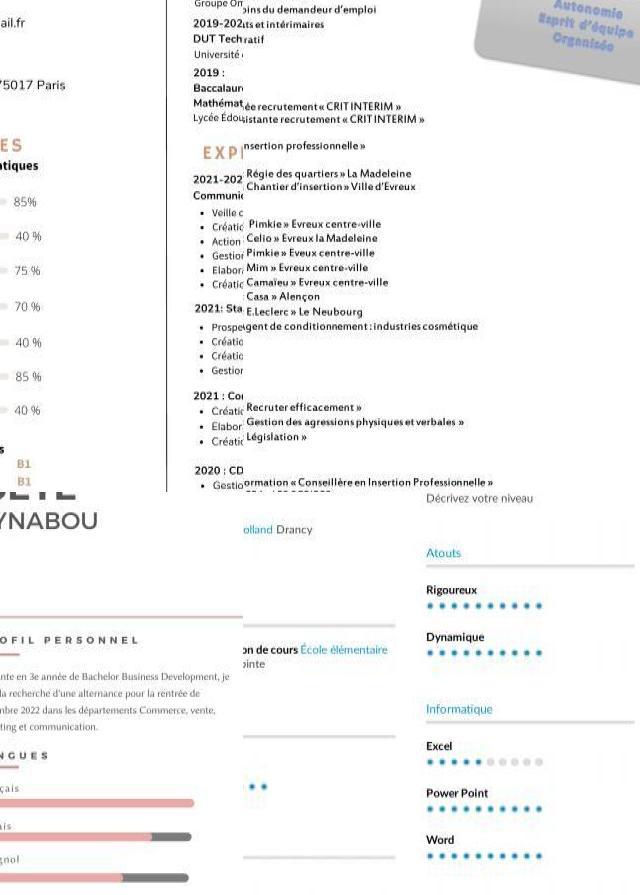 ail.fr
75017 Paris
ES
atiques
85%
40 %
75 %
70 %
40 %
85 %
40 %
B1
B1
Groupe
2019-202
DUT Tech
Université
2019 :
Baccalaur
Mathémat
Lycée Édou
EXP
2021-202
Communi
• Veille c
• Créatic
• Action
• Gestior
• Elabor
• Créatic
2021: Sta
• Prospe
• Créatic
• Créatic
• Gestior
2021 : Co
• Créatic
• Elabor
• Créatic
2020 : CD
• Gestio
oins du demandeur d'emploi
ts et intérimaires
ratif
ée recrutement « CRIT INTERIM »
istante recrutement « CRIT INTERIM »
nsertion professionnelle »
Régie des quartiers » La Madeleine
Chantier d'insertion » Ville d'Evreux
Pimkie » Evreux centre-ville
Celio » Evreux la Madeleine
Pimkie » Eveux centre-ville
Mim » Evreux centre-ville
Camaïeu » Evreux centre-ville
Casa » Alençon
E.Leclerc » Le Neubourg
gent de conditionnement : industries cosmétique
Recruter efficacement »
Gestion des agressions physiques et verbales »
Législation »
ormation « Conseillère en Insertion Professionnelle »
Autonomie
Esprit d'équipe
Organisée
YNABOU
OFIL PERSONNEL
nte en 3e année de Bachelor Business Development, je
la recherche d'une alternance pour la rentrée de
mbre 2022 dans les départements Commerce, vente,
ting et communication.
NGUES
çais
ais
gnol
olland Drancy
on de cours École élémentaire
ointe
Décrivez votre niveau
Atouts
Rigoureux
Dynamique
Informatique
Excel
Power Point
Word